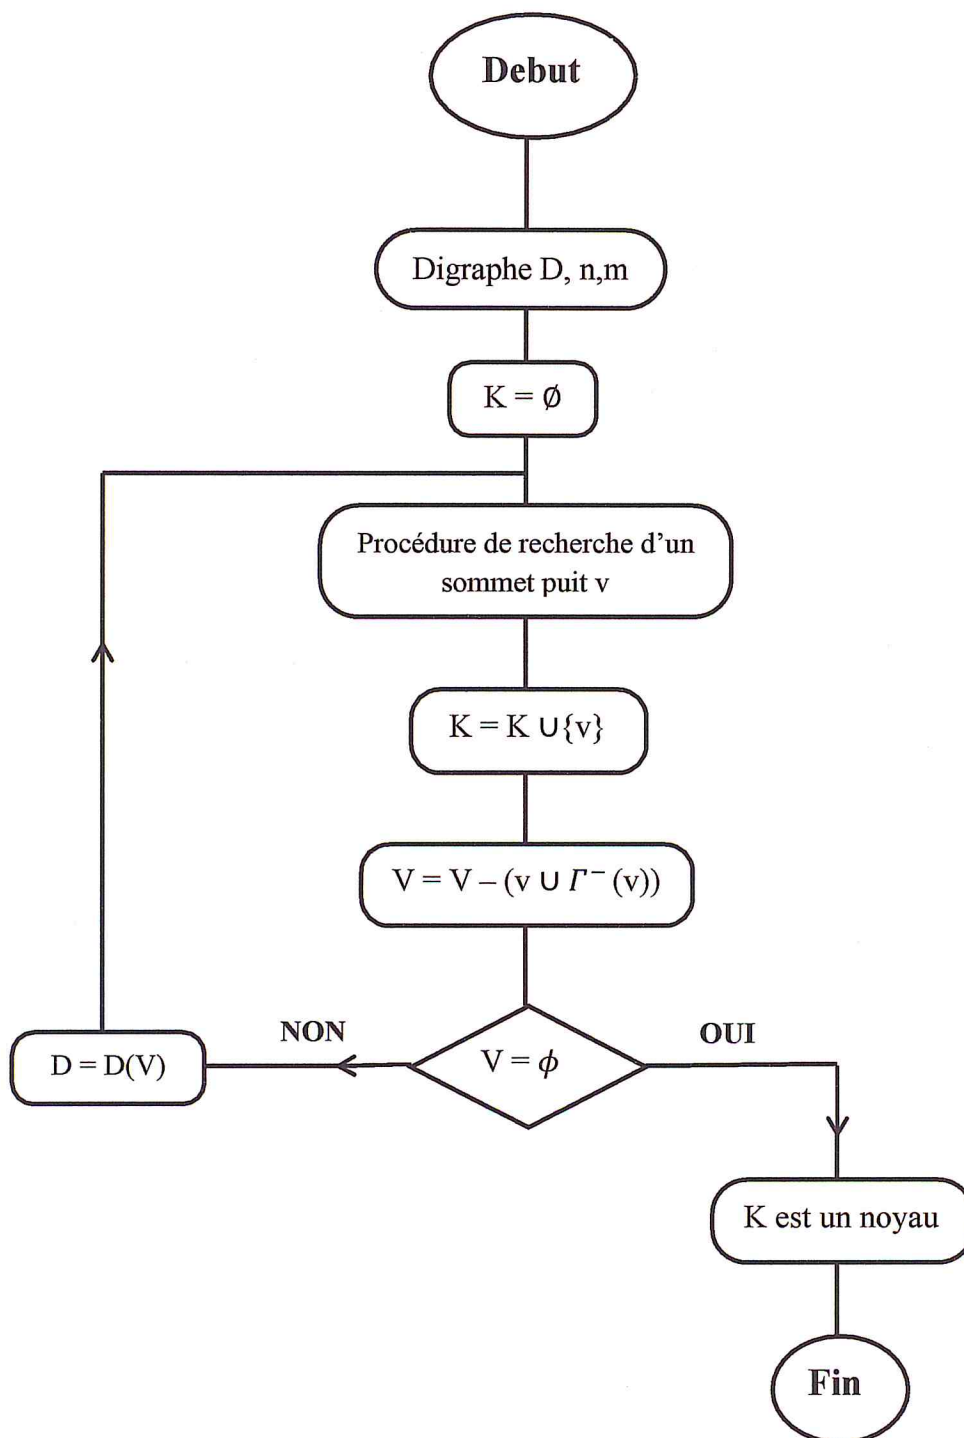 Debut
Digraphe D, n,m
K = ∅
Procédure de recherche d'un
sommet puit v
K = K ∪{v}
V = V – (v ∪ Γ⁻ (v))
NON
OUI
D = D(V)
V = ϕ
K est un noyau
Fin